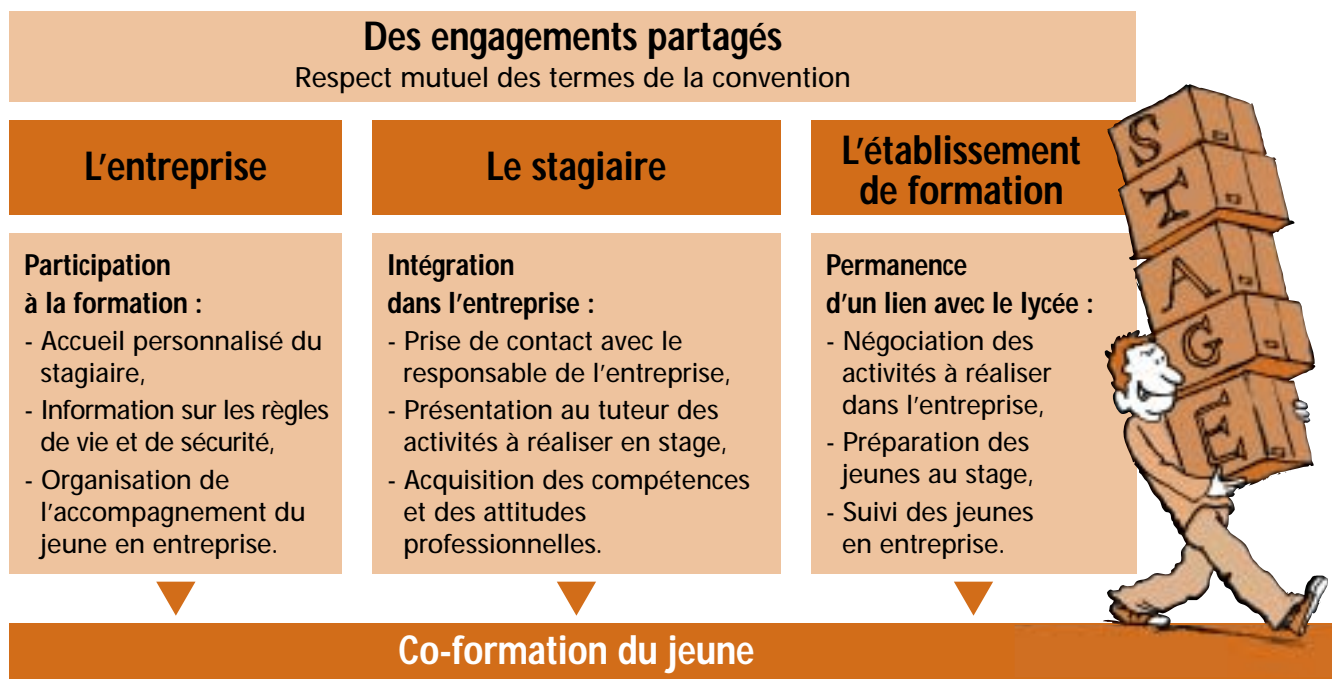 Des engagements partagés
Respect mutuel des termes de la convention
L'entreprise
Participation
à la formation :
- Accueil personnalisé du
stagiaire,
- Information sur les règles
de vie et de sécurité,
- Organisation de
l'accompagnement du
jeune en entreprise.
Le stagiaire
Intégration
dans l'entreprise :
- Prise de contact avec le
responsable de l'entreprise,
- Présentation au tuteur des
activités à réaliser en stage,
- Acquisition des compétences
et des attitudes
professionnelles.
L'établissement
de formation
Permanence
d'un lien avec le lycée :
- Négociation des
activités à réaliser
dans l'entreprise,
- Préparation des
jeunes au stage,
- Suivi des jeunes
en entreprise.
S
T
A
G
E
Co-formation du jeune